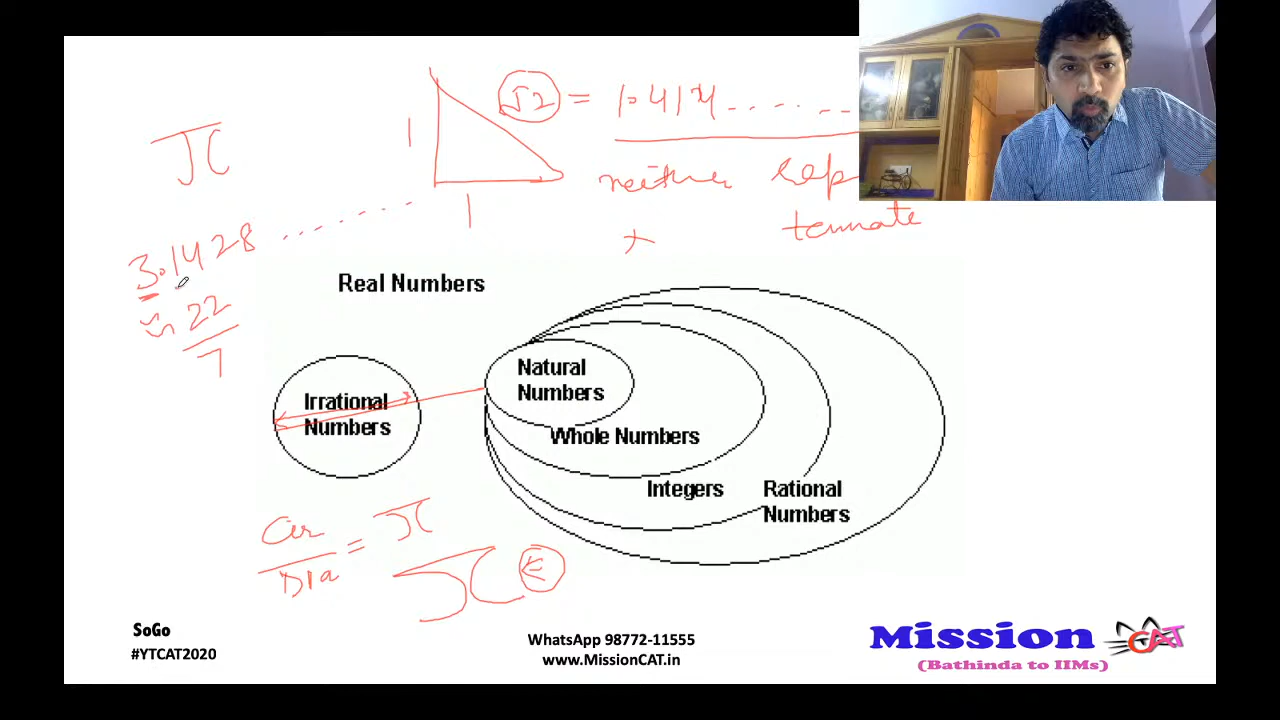 π
1
√2 = 1.414........
1
neither rep
x terminate
3.1428........
≈ 22/7
Real Numbers
Natural
Numbers
Irrational
Numbers
Whole Numbers
Integers
Rational
Numbers
Cir/Dia = π
π E
SoGo
#YTCAT2020
WhatsApp 98772-11555
www.MissionCAT.in
Mission CAT
(Bathinda to IIMs)